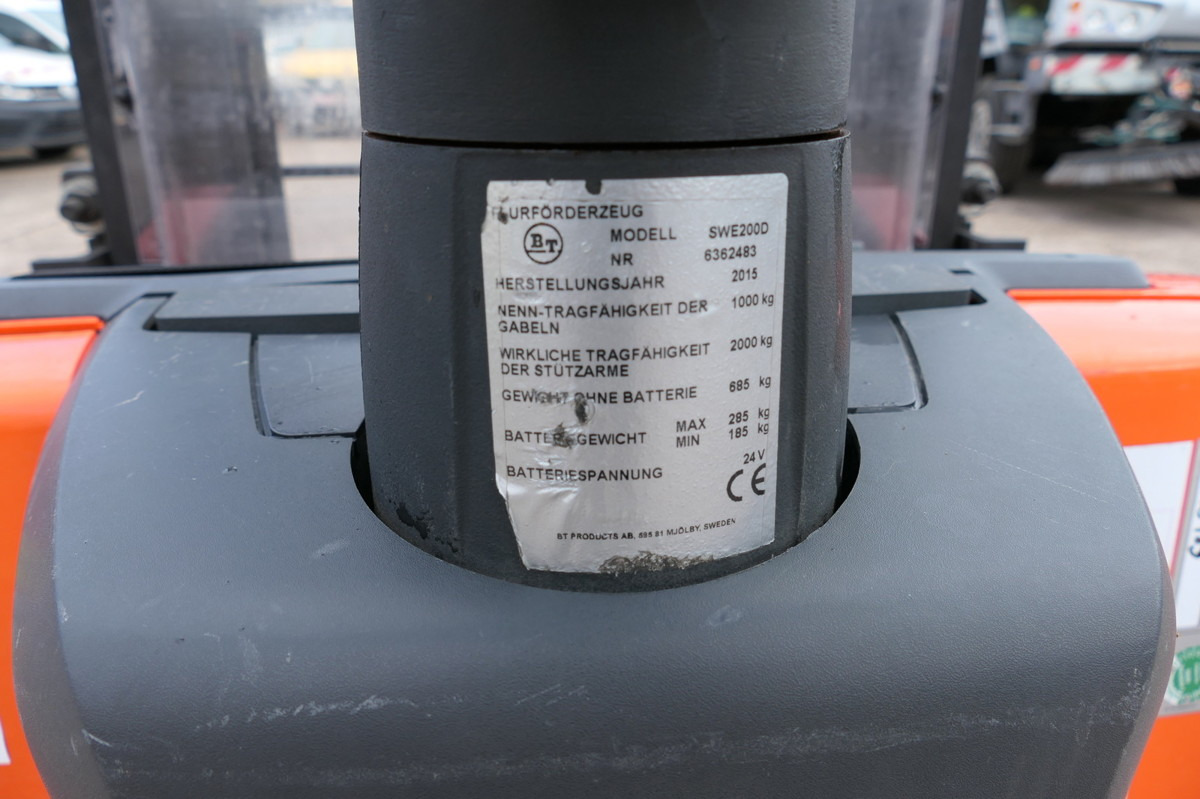 FLURFÖRDERZEUG
BT
MODELL SWE200D
NR 6362483
HERSTELLUNGSJAHR 2015
NENN-TRAGFÄHIGKEIT DER 1000 kg
GABELN
WIRKLICHE TRAGFÄHIGKEIT 2000 kg
DER STÜTZARME
GEWICHT OHNE BATTERIE 685 kg
BATTERIEGEWICHT MAX 285 kg
MIN 185 kg
BATTERIESPANNUNG 24 V
CE
BT PRODUCTS AB, 595 81 MJÖLBY, SWEDEN